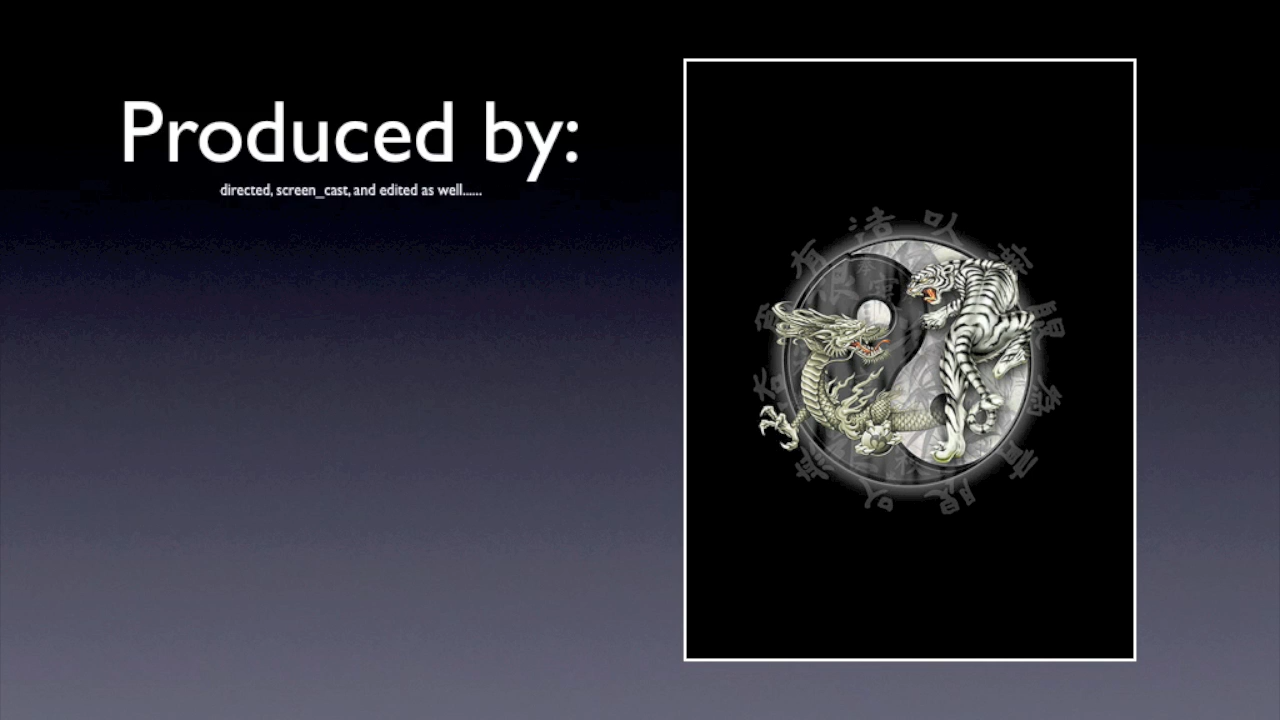 Produced by:
directed, screen_cast, and edited as well......